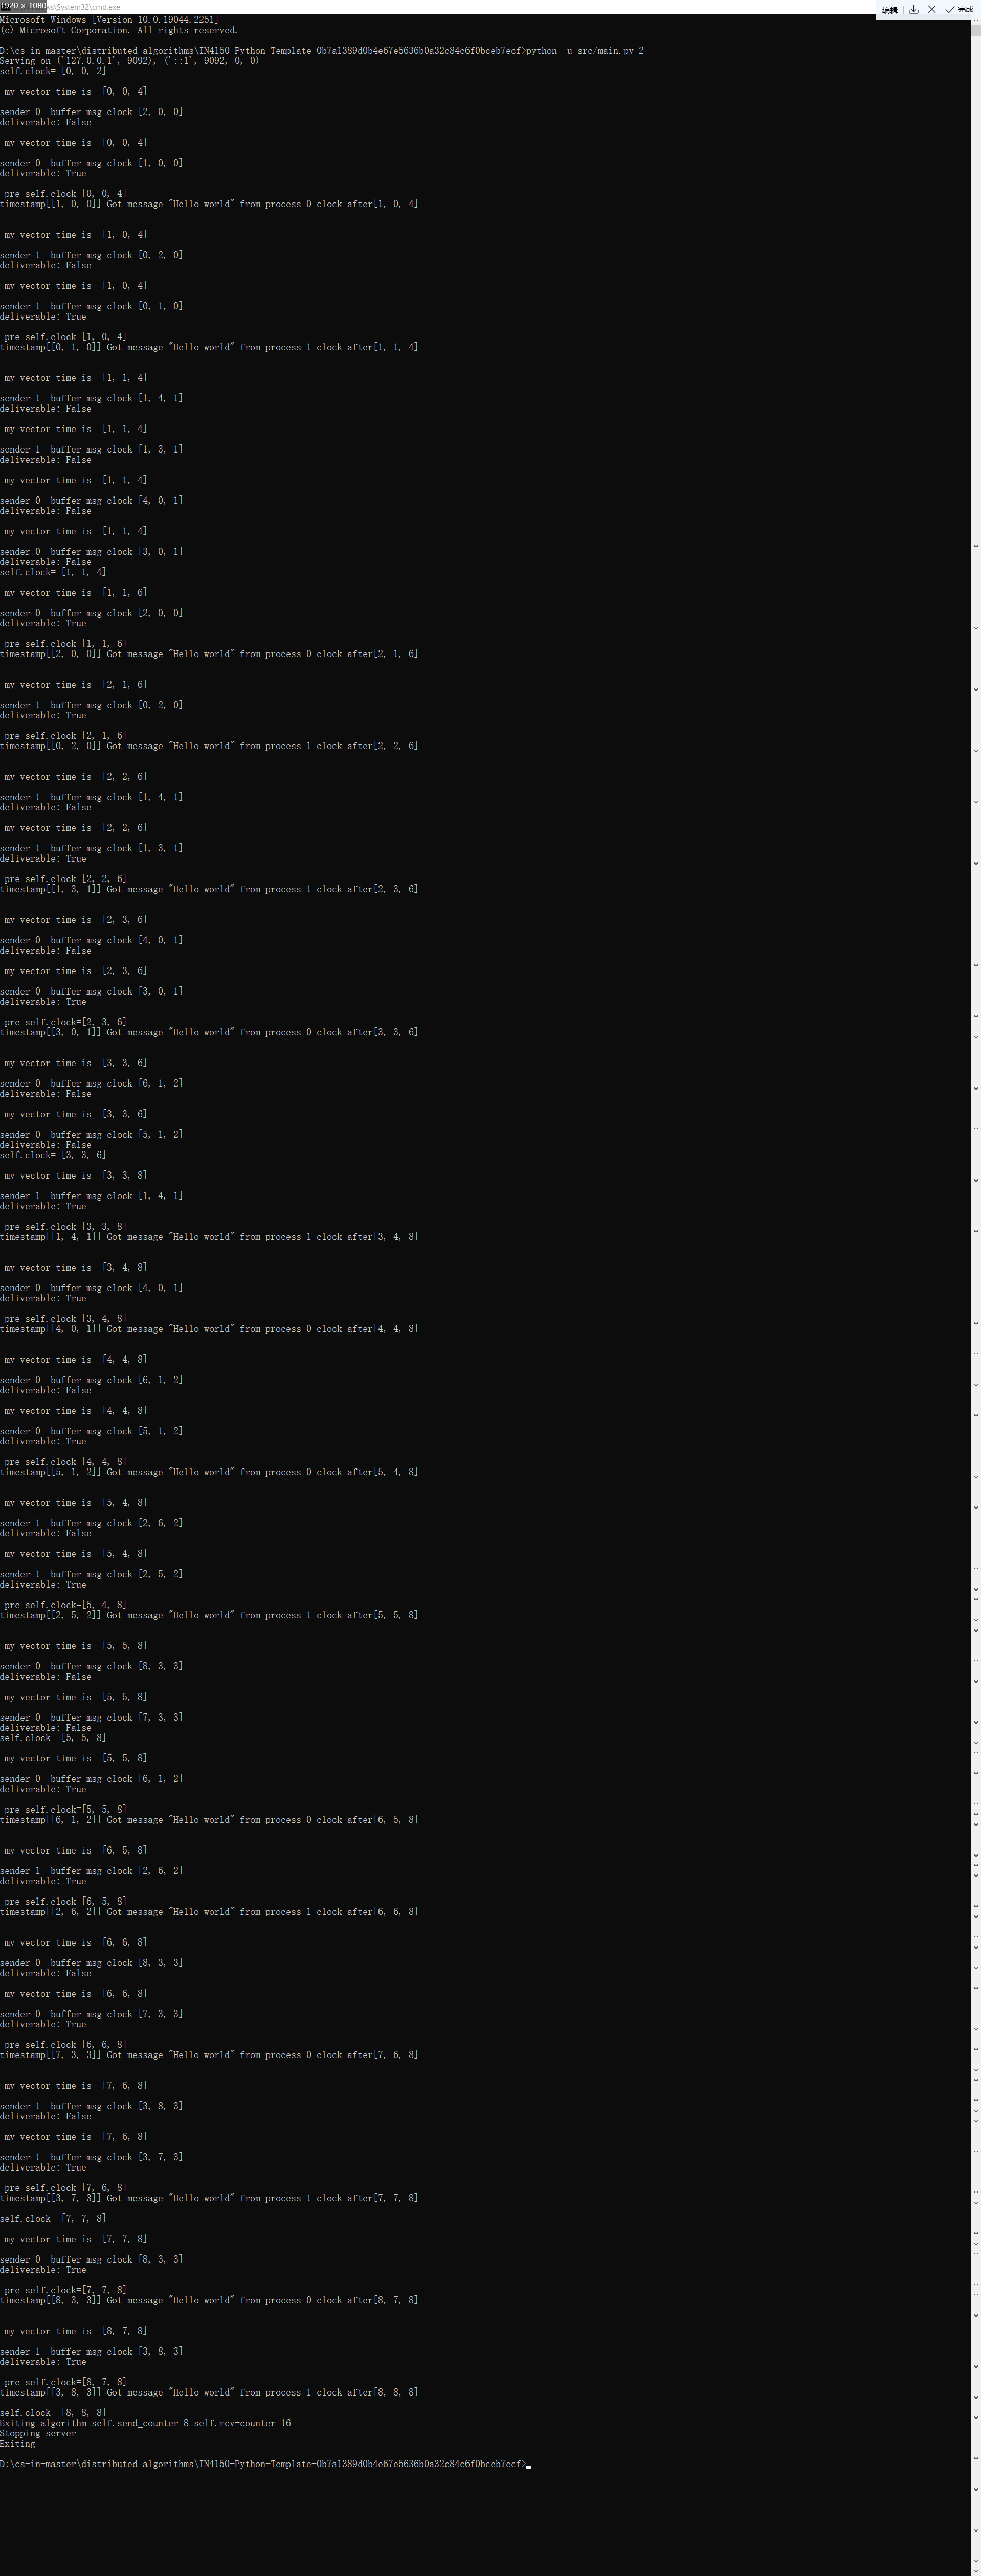 1920 × 1080
ws\System32\cmd.exe
编辑
完成
Microsoft Windows [Version 10.0.19044.2251]
(c) Microsoft Corporation. All rights reserved.
D:\cs-in-master\distributed algorithms\IN4150-Python-Template-0b7a1389d0b4e67e5636b0a32c84c6f0bceb7ecf>python -u src/main.py 2
Serving on ('127.0.0.1', 9092), ('::1', 9092, 0, 0)
self.clock= [0, 0, 2]
my vector time is  [0, 0, 4]
sender 0  buffer msg clock [2, 0, 0]
deliverable: False
my vector time is  [0, 0, 4]
sender 0  buffer msg clock [1, 0, 0]
deliverable: True
pre self.clock=[0, 0, 4]
timestamp[[1, 0, 0]] Got message "Hello world" from process 0 clock after[1, 0, 4]
my vector time is  [1, 0, 4]
sender 1  buffer msg clock [0, 2, 0]
deliverable: False
my vector time is  [1, 0, 4]
sender 1  buffer msg clock [0, 1, 0]
deliverable: True
pre self.clock=[1, 0, 4]
timestamp[[0, 1, 0]] Got message "Hello world" from process 1 clock after[1, 1, 4]
my vector time is  [1, 1, 4]
sender 1  buffer msg clock [1, 4, 1]
deliverable: False
my vector time is  [1, 1, 4]
sender 1  buffer msg clock [1, 3, 1]
deliverable: False
my vector time is  [1, 1, 4]
sender 0  buffer msg clock [4, 0, 1]
deliverable: False
my vector time is  [1, 1, 4]
sender 0  buffer msg clock [3, 0, 1]
deliverable: False
self.clock= [1, 1, 4]
my vector time is  [1, 1, 6]
sender 0  buffer msg clock [2, 0, 0]
deliverable: True
pre self.clock=[1, 1, 6]
timestamp[[2, 0, 0]] Got message "Hello world" from process 0 clock after[2, 1, 6]
my vector time is  [2, 1, 6]
sender 1  buffer msg clock [0, 2, 0]
deliverable: True
pre self.clock=[2, 1, 6]
timestamp[[0, 2, 0]] Got message "Hello world" from process 1 clock after[2, 2, 6]
my vector time is  [2, 2, 6]
sender 1  buffer msg clock [1, 4, 1]
deliverable: False
my vector time is  [2, 2, 6]
sender 1  buffer msg clock [1, 3, 1]
deliverable: True
pre self.clock=[2, 2, 6]
timestamp[[1, 3, 1]] Got message "Hello world" from process 1 clock after[2, 3, 6]
my vector time is  [2, 3, 6]
sender 0  buffer msg clock [4, 0, 1]
deliverable: False
my vector time is  [2, 3, 6]
sender 0  buffer msg clock [3, 0, 1]
deliverable: True
pre self.clock=[2, 3, 6]
timestamp[[3, 0, 1]] Got message "Hello world" from process 0 clock after[3, 3, 6]
my vector time is  [3, 3, 6]
sender 0  buffer msg clock [6, 1, 2]
deliverable: False
my vector time is  [3, 3, 6]
sender 0  buffer msg clock [5, 1, 2]
deliverable: False
self.clock= [3, 3, 6]
my vector time is  [3, 3, 8]
sender 1  buffer msg clock [1, 4, 1]
deliverable: True
pre self.clock=[3, 3, 8]
timestamp[[1, 4, 1]] Got message "Hello world" from process 1 clock after[3, 4, 8]
my vector time is  [3, 4, 8]
sender 0  buffer msg clock [4, 0, 1]
deliverable: True
pre self.clock=[3, 4, 8]
timestamp[[4, 0, 1]] Got message "Hello world" from process 0 clock after[4, 4, 8]
my vector time is  [4, 4, 8]
sender 0  buffer msg clock [6, 1, 2]
deliverable: False
my vector time is  [4, 4, 8]
sender 0  buffer msg clock [5, 1, 2]
deliverable: True
pre self.clock=[4, 4, 8]
timestamp[[5, 1, 2]] Got message "Hello world" from process 0 clock after[5, 4, 8]
my vector time is  [5, 4, 8]
sender 1  buffer msg clock [2, 6, 2]
deliverable: False
my vector time is  [5, 4, 8]
sender 1  buffer msg clock [2, 5, 2]
deliverable: True
pre self.clock=[5, 4, 8]
timestamp[[2, 5, 2]] Got message "Hello world" from process 1 clock after[5, 5, 8]
my vector time is  [5, 5, 8]
sender 0  buffer msg clock [8, 3, 3]
deliverable: False
my vector time is  [5, 5, 8]
sender 0  buffer msg clock [7, 3, 3]
deliverable: False
self.clock= [5, 5, 8]
my vector time is  [5, 5, 8]
sender 0  buffer msg clock [6, 1, 2]
deliverable: True
pre self.clock=[5, 5, 8]
timestamp[[6, 1, 2]] Got message "Hello world" from process 0 clock after[6, 5, 8]
my vector time is  [6, 5, 8]
sender 1  buffer msg clock [2, 6, 2]
deliverable: True
pre self.clock=[6, 5, 8]
timestamp[[2, 6, 2]] Got message "Hello world" from process 1 clock after[6, 6, 8]
my vector time is  [6, 6, 8]
sender 0  buffer msg clock [8, 3, 3]
deliverable: False
my vector time is  [6, 6, 8]
sender 0  buffer msg clock [7, 3, 3]
deliverable: True
pre self.clock=[6, 6, 8]
timestamp[[7, 3, 3]] Got message "Hello world" from process 0 clock after[7, 6, 8]
my vector time is  [7, 6, 8]
sender 1  buffer msg clock [3, 8, 3]
deliverable: False
my vector time is  [7, 6, 8]
sender 1  buffer msg clock [3, 7, 3]
deliverable: True
pre self.clock=[7, 6, 8]
timestamp[[3, 7, 3]] Got message "Hello world" from process 1 clock after[7, 7, 8]
self.clock= [7, 7, 8]
my vector time is  [7, 7, 8]
sender 0  buffer msg clock [8, 3, 3]
deliverable: True
pre self.clock=[7, 7, 8]
timestamp[[8, 3, 3]] Got message "Hello world" from process 0 clock after[8, 7, 8]
my vector time is  [8, 7, 8]
sender 1  buffer msg clock [3, 8, 3]
deliverable: True
pre self.clock=[8, 7, 8]
timestamp[[3, 8, 3]] Got message "Hello world" from process 1 clock after[8, 8, 8]
self.clock= [8, 8, 8]
Exiting algorithm self.send_counter 8 self.rcv-counter 16
Stopping server
Exiting
D:\cs-in-master\distributed algorithms\IN4150-Python-Template-0b7a1389d0b4e67e5636b0a32c84c6f0bceb7ecf>